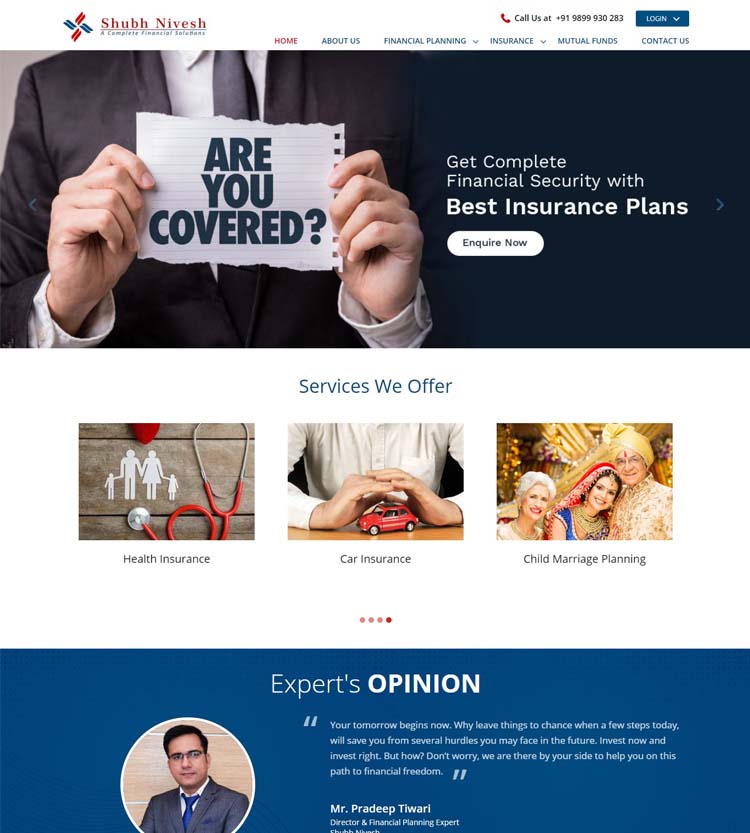 Shubh Nivesh
A Complete Financial Solutions
Call Us at +91 9899 930 283
LOGIN
HOME ABOUT US FINANCIAL PLANNING INSURANCE MUTUAL FUNDS CONTACT US
ARE
YOU
COVERED?
Get Complete
Financial Security with
Best Insurance Plans
Enquire Now
Services We Offer
Health Insurance
Car Insurance
Child Marriage Planning
Expert's OPINION
“ Your tomorrow begins now. Why leave things to chance when a few steps today,
will save you from several hurdles you may face in the future. Invest now and
invest right. But how? Don’t worry, we are there by your side to help you on this
path to financial freedom. ”
Mr. Pradeep Tiwari
Director & Financial Planning Expert
Shubh Nivesh